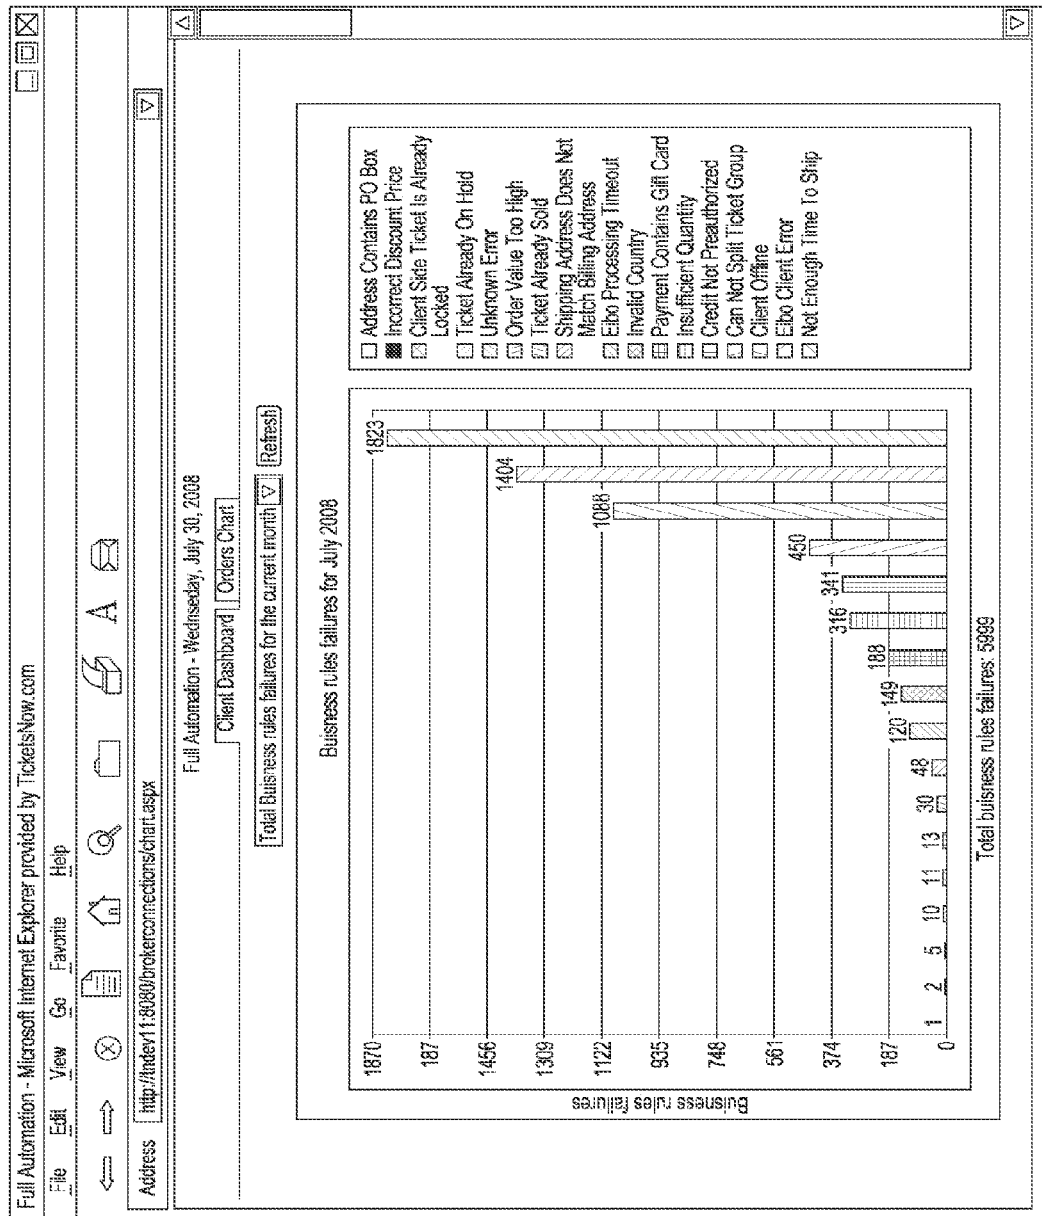 Full Automation - Microsoft Internet Explorer provided by TicketsNow.com
File Edit View Go Favorite Help
A
Address http://tndev11:8080/brokerconnections/chart.aspx
Full Automation - Wednseday, July 30, 2008
Client Dashboard Orders Chart
Total Buisness rules failures for the current month Refresh
Buisness rules failures for July 2008
Buisness rules failures
1870
187
1456
1309
1122
935
748
561
374
187
0
1
2
5
10
11
13
30
48
120
149
188
316
341
450
1088
1404
1823
Address Contains PO Box
Incorrect Discount Price
Client Side Ticket Is Already
Locked
Ticket Already On Hold
Unknown Error
Order Value Too High
Ticket Already Sold
Shipping Address Does Not
Match Billing Address
Eibo Processing Timeout
Invalid Country
Payment Contains Gift Card
Insufficient Quantity
Credit Not Preauthorized
Can Not Split Ticket Group
Client Offline
Eibo Client Error
Not Enough Time To Ship
Total buisness rules failures: 5999